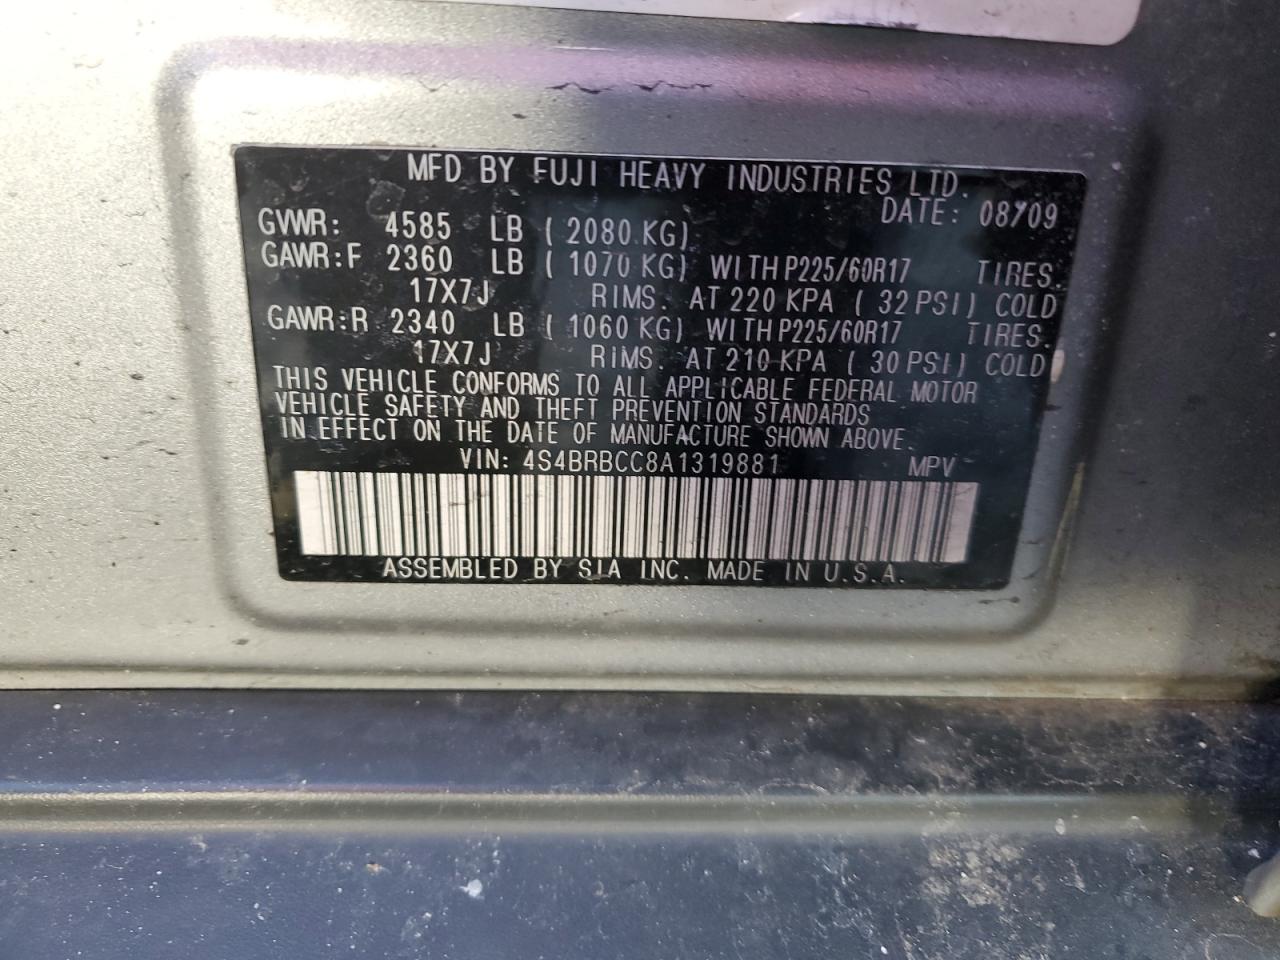 MFD BY FUJI HEAVY INDUSTRIES LTD.
DATE: 08/09
GVWR: 4585 LB ( 2080 KG)
GAWR:F 2360 LB ( 1070 KG) WITH P225/60R17 TIRES.
17X7J RIMS. AT 220 KPA ( 32 PSI) COLD
GAWR:R 2340 LB ( 1060 KG) WITH P225/60R17 TIRES.
17X7J RIMS. AT 210 KPA ( 30 PSI) COLD
THIS VEHICLE CONFORMS TO ALL APPLICABLE FEDERAL MOTOR
VEHICLE SAFETY AND THEFT PREVENTION STANDARDS
IN EFFECT ON THE DATE OF MANUFACTURE SHOWN ABOVE.
VIN: 4S4BRBCC8A1319881 MPV
ASSEMBLED BY SIA INC. MADE IN U.S.A.